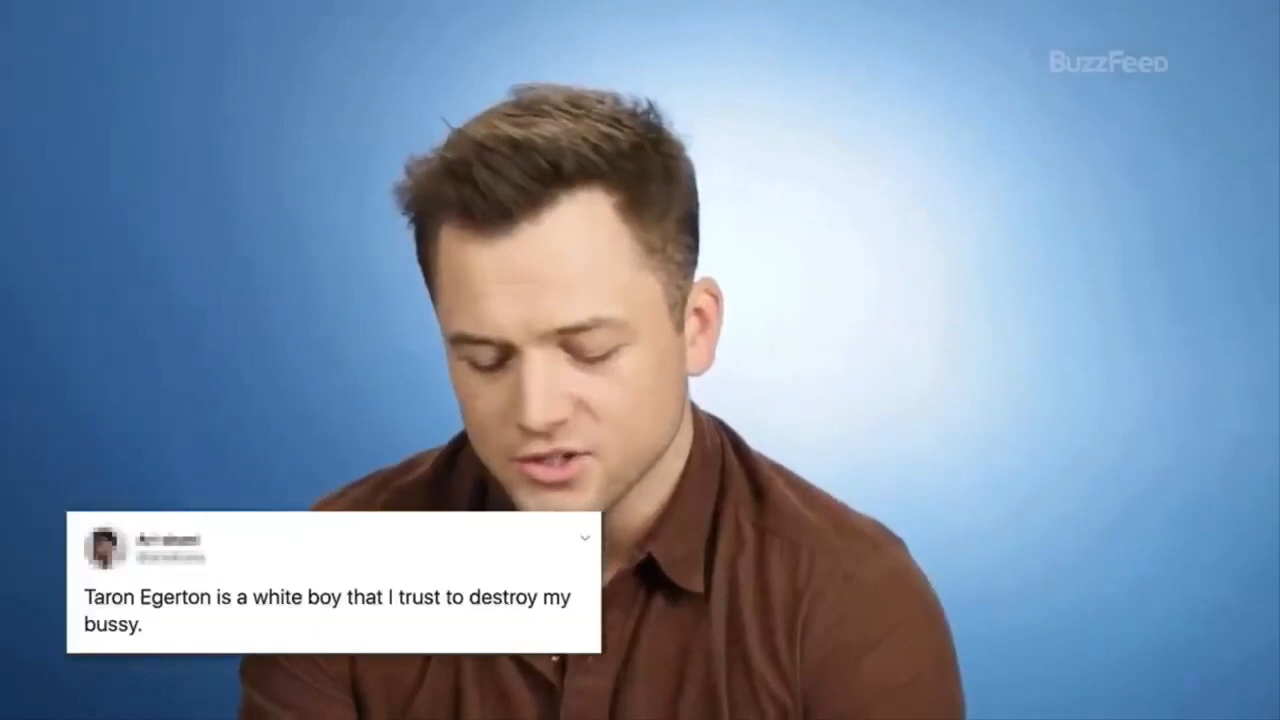 BuzzFeed
Taron Egerton is a white boy that I trust to destroy my
bussy.